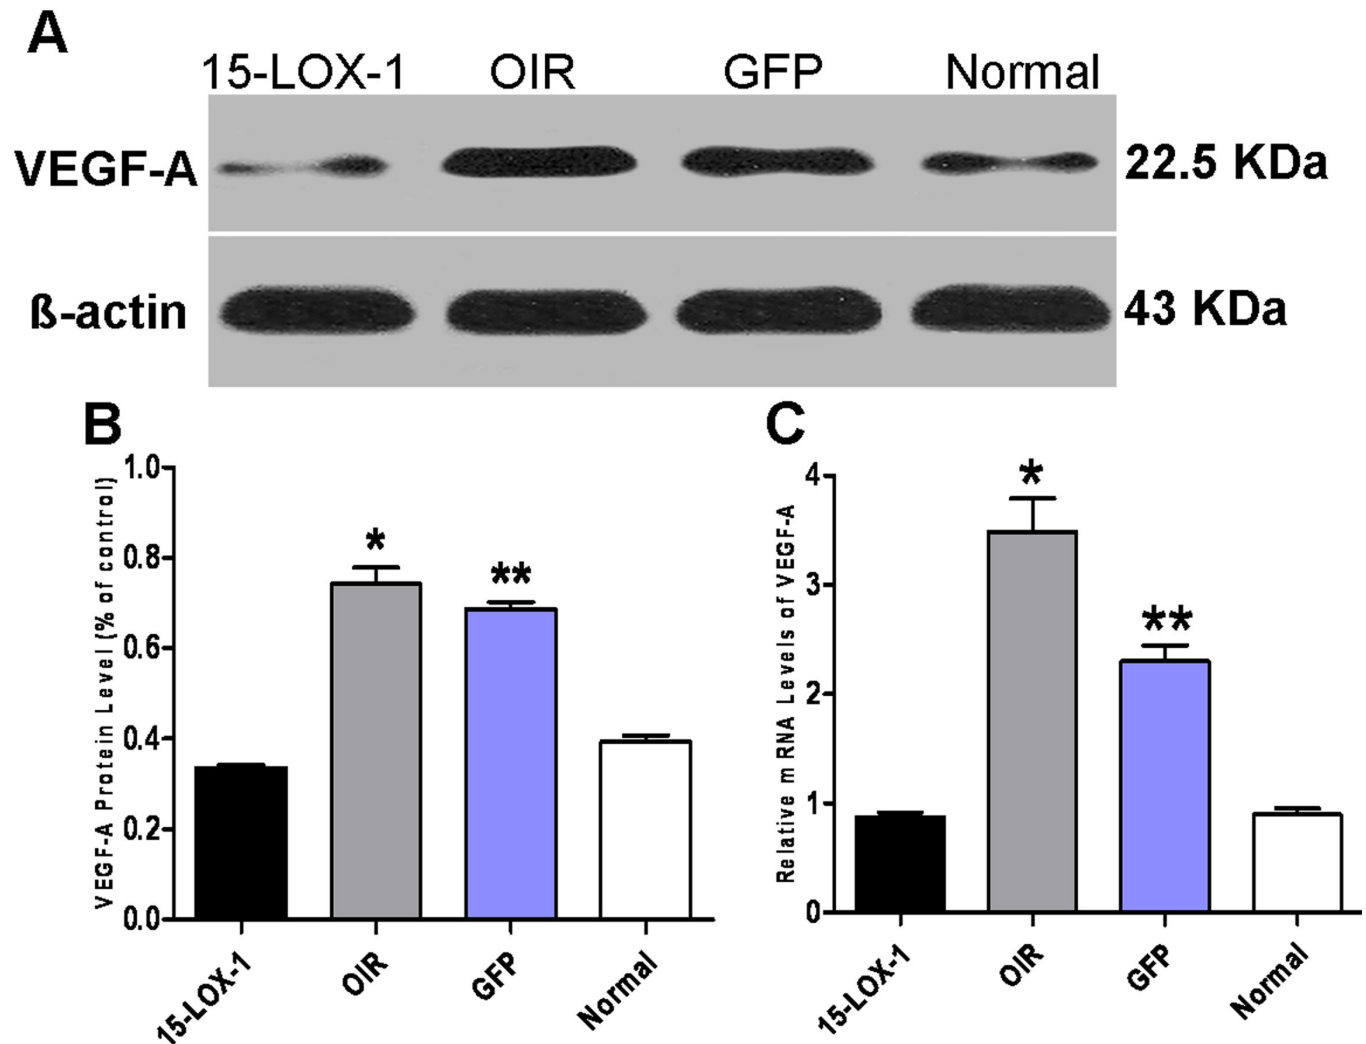 A
15-LOX-1 OIR GFP Normal
VEGF-A 22.5 KDa
ß-actin 43 KDa
B
VEGF-A Protein Level (% of control)
1.0
0.8
0.6
0.4
0.2
0.0
* **
15-LOX-1 OIR GFP Normal
C
Relative mRNA Levels of VEGF-A
4
3
2
1
0
*
**
15-LOX-1 OIR GFP Normal